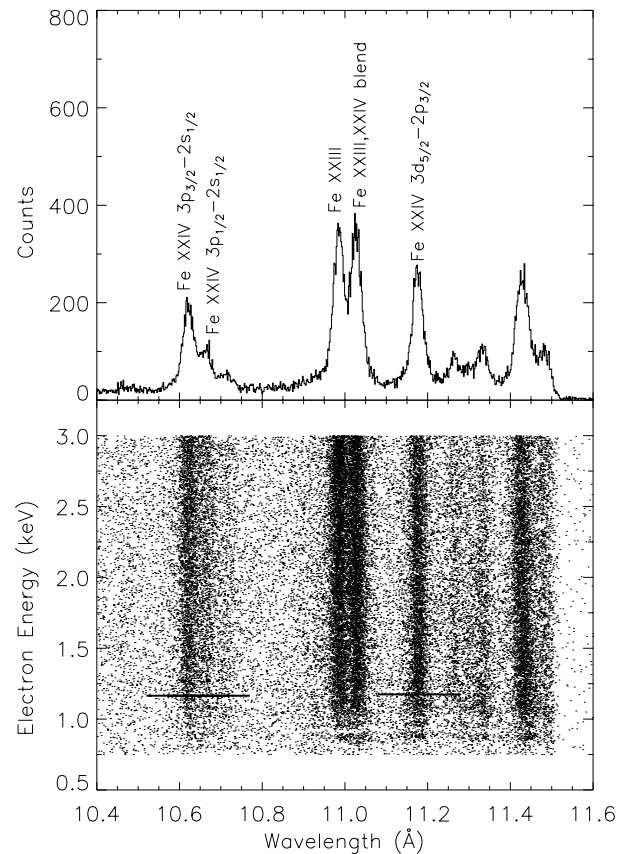 800
600
400
200
0
Counts
Fe XXIV 3p3/2−2s1/2
Fe XXIV 3p1/2−2s1/2
Fe XXIII
Fe XXIII,XXIV blend
Fe XXIV 3d5/2−2p3/2
3.0
2.5
2.0
1.5
1.0
0.5
Electron Energy (keV)
10.4 10.6 10.8 11.0 11.2 11.4 11.6
Wavelength (Å)